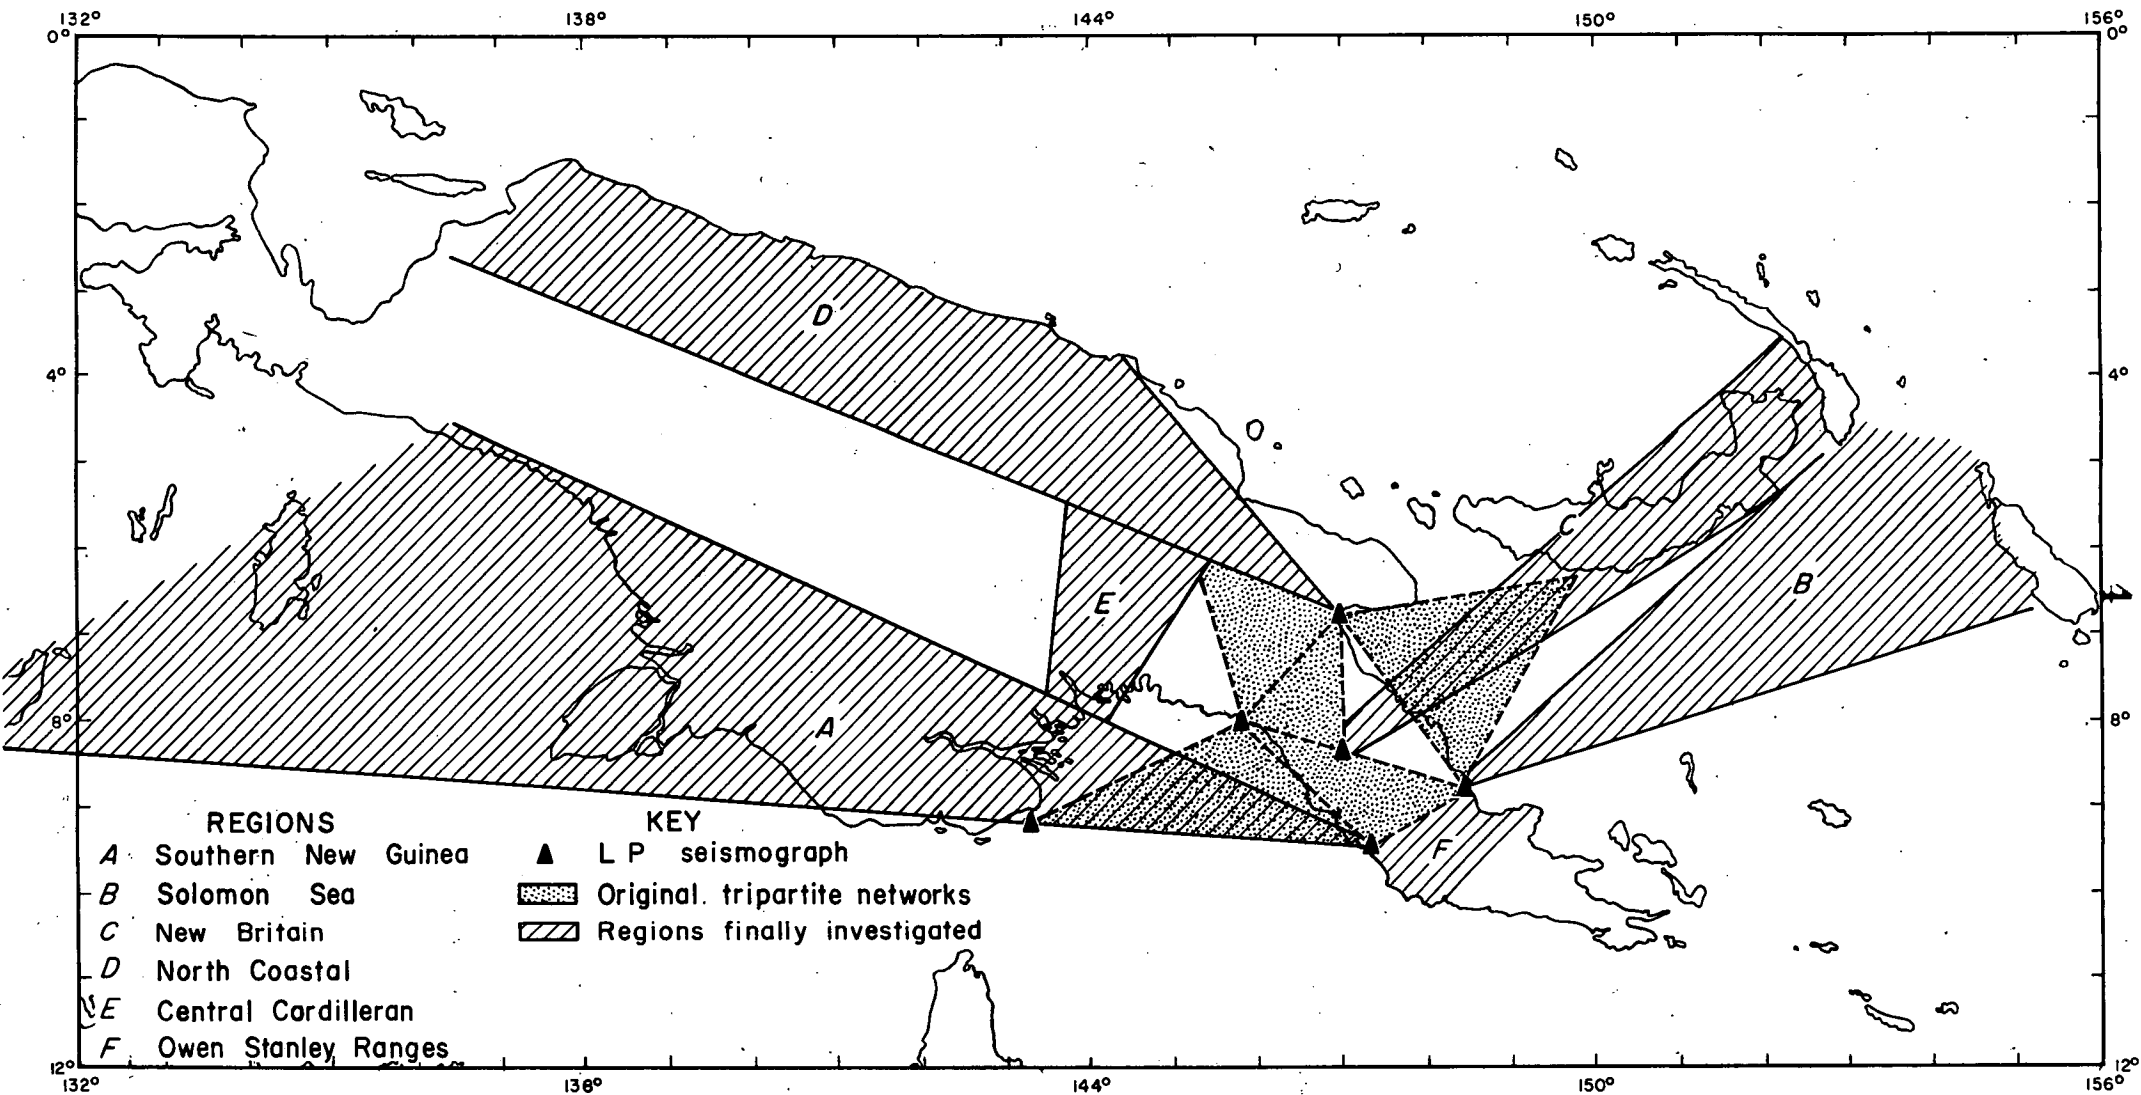 132° 138° 144° 150° 156°
0° 0°
D
4° 4°
C
B
E
8° A 8°
F
REGIONS
A Southern New Guinea
B Solomon Sea
C New Britain
D North Coastal
E Central Cordilleran
F Owen Stanley Ranges
KEY
L P seismograph
Original. tripartite networks
Regions finally investigated
12° 12°
132° 138° 144° 150° 156°